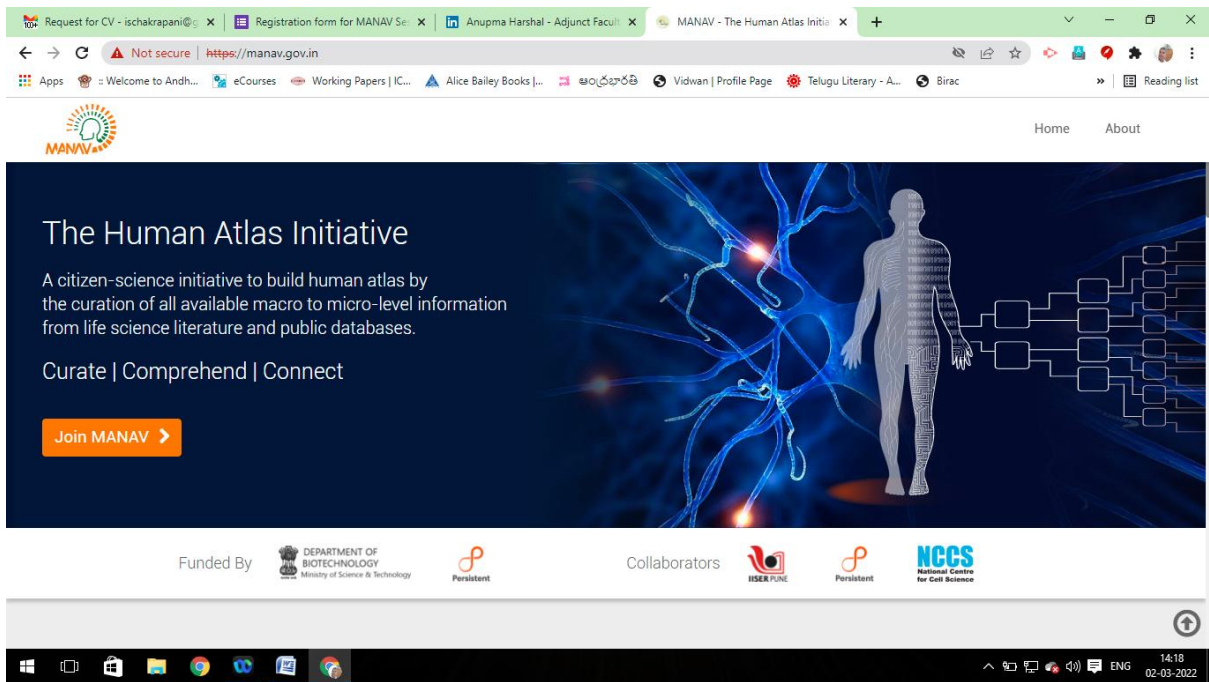 Request for CV - ischakrapani@g
Registration form for MANAV Se
Anupma Harshal - Adjunct Facult
MANAV - The Human Atlas Initia
Not secure
https://manav.gov.in
Apps
:: Welcome to Andh...
eCourses
Working Papers | IC...
Alice Bailey Books |...
ఆంధ్రభారతి
Vidwan | Profile Page
Telugu Literary - A...
Birac
»
Reading list
MANAV
Home
About
The Human Atlas Initiative
A citizen-science initiative to build human atlas by
the curation of all available macro to micro-level information
from life science literature and public databases.
Curate | Comprehend | Connect
Join MANAV
Funded By
DEPARTMENT OF
BIOTECHNOLOGY
Ministry of Science & Technology
Persistent
Collaborators
IISER PUNE
Persistent
NCCS
National Centre
for Cell Science
ENG
14:18
02-03-2022